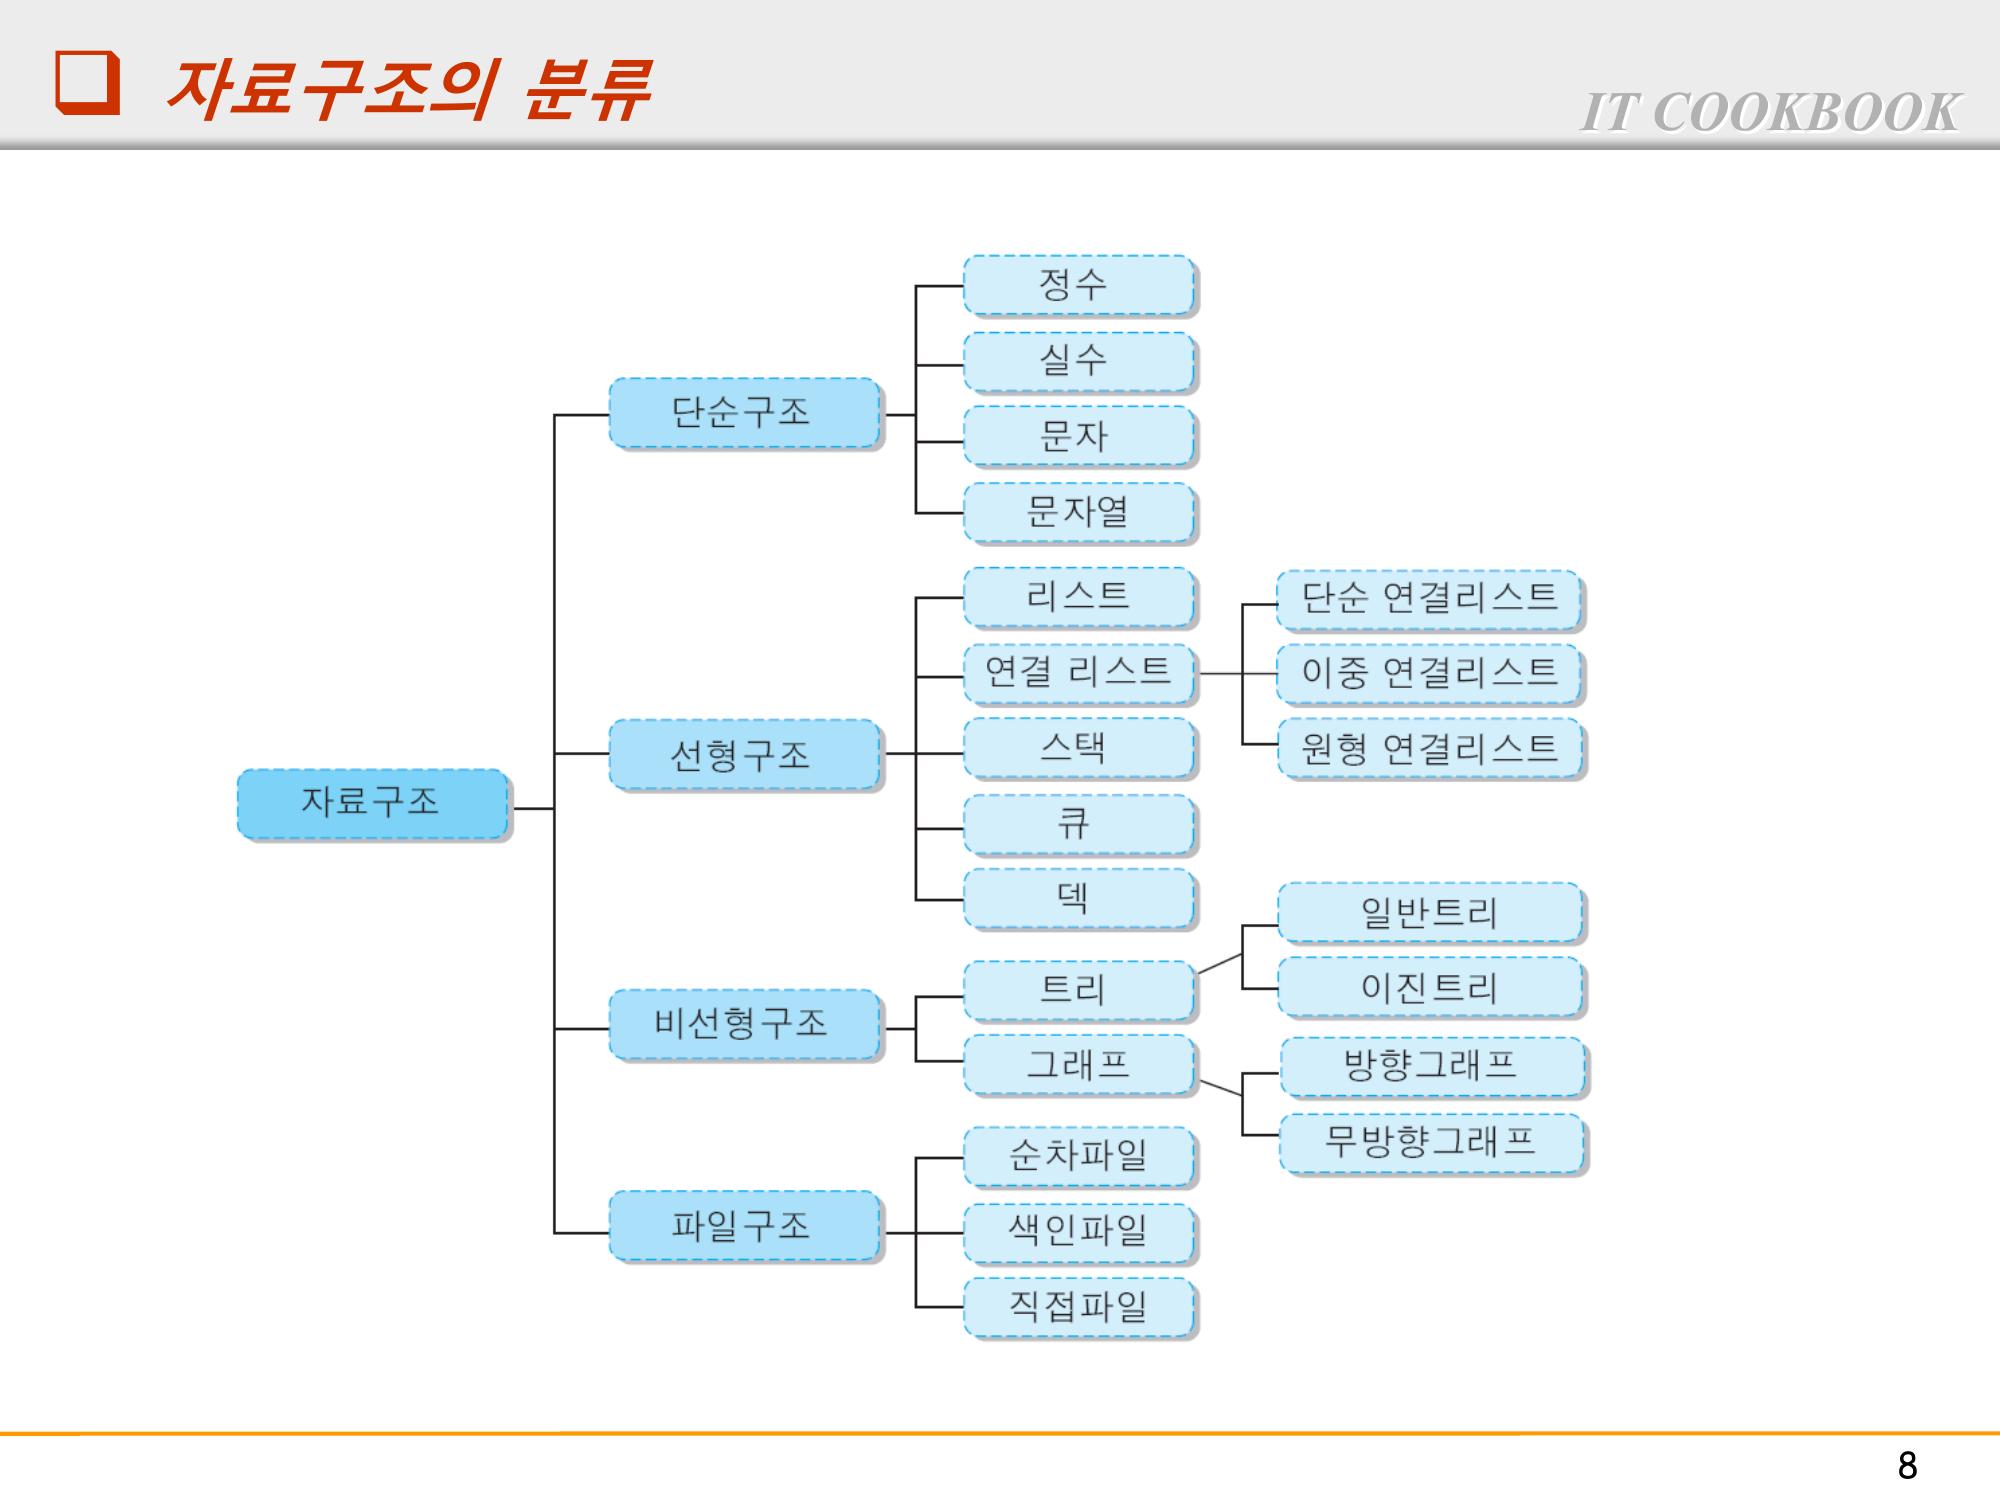 ❑ 자료구조의 분류
IT COOKBOOK
자료구조
단순구조
정수
실수
문자
문자열
선형구조
리스트
연결 리스트
단순 연결리스트
이중 연결리스트
원형 연결리스트
스택
큐
덱
비선형구조
트리
일반트리
이진트리
그래프
방향그래프
무방향그래프
파일구조
순차파일
색인파일
직접파일
8